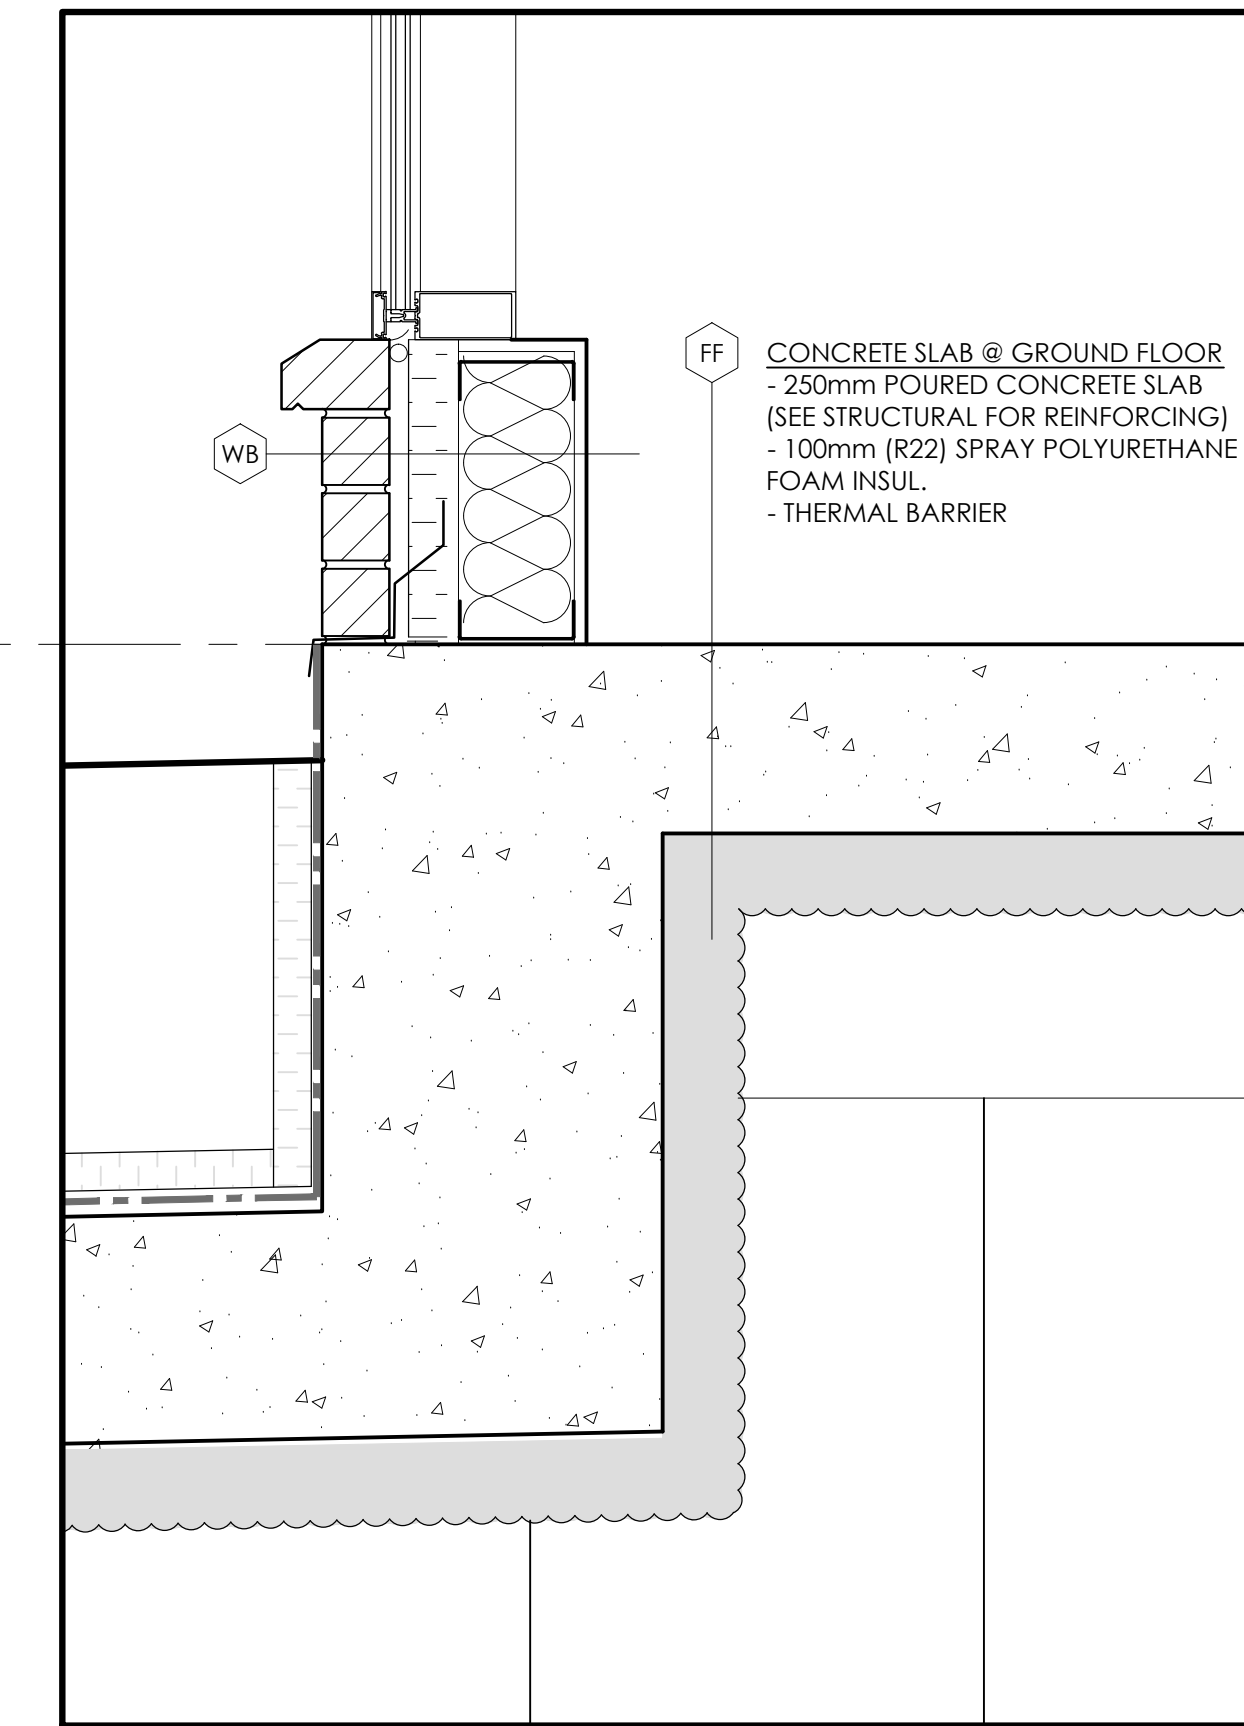 FF
CONCRETE SLAB @ GROUND FLOOR
- 250mm POURED CONCRETE SLAB
(SEE STRUCTURAL FOR REINFORCING)
- 100mm (R22) SPRAY POLYURETHANE
FOAM INSUL.
- THERMAL BARRIER
WB